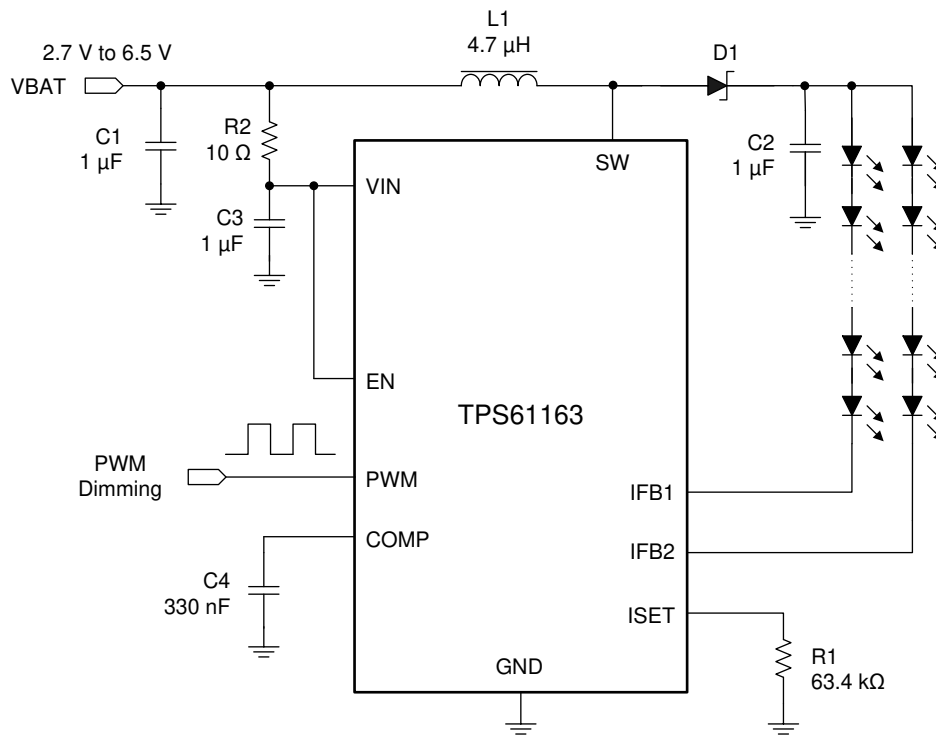 L1
4.7 µH
D1
2.7 V to 6.5 V
VBAT
C1
1 µF
R2
10 Ω
C3
1 µF
C2
1 µF
SW
VIN
EN
TPS61163
PWM
Dimming
PWM
COMP
IFB1
IFB2
C4
330 nF
ISET
GND
R1
63.4 kΩ